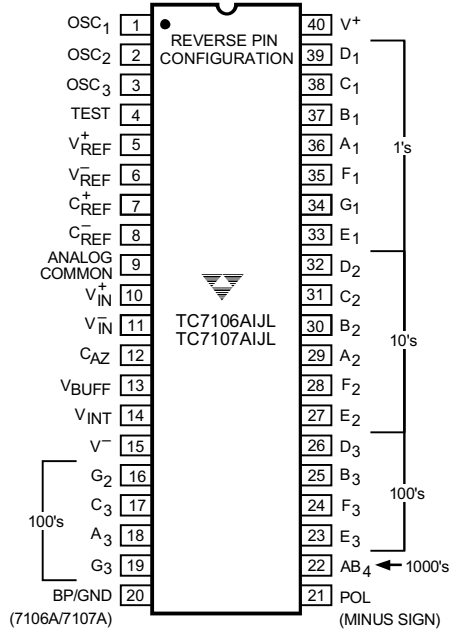 OSC1 1 40 V+
REVERSE PIN
CONFIGURATION
OSC2 2 39 D1
OSC3 3 38 C1
TEST 4 37 B1
V+REF 5 36 A1
1's
V–REF 6 35 F1
C+REF 7 34 G1
C–REF 8 33 E1
ANALOG
COMMON 9 32 D2
V+IN 10 31 C2
V–IN 11 30 B2
TC7106AIJL
TC7107AIJL
10's
CAZ 12 29 A2
VBUFF 13 28 F2
VINT 14 27 E2
V– 15 26 D3
G2 16 25 B3
100's
C3 17 24 F3
100's
A3 18 23 E3
G3 19 22 AB4 1000's
BP/GND 20 21 POL
(7106A/7107A) (MINUS SIGN)